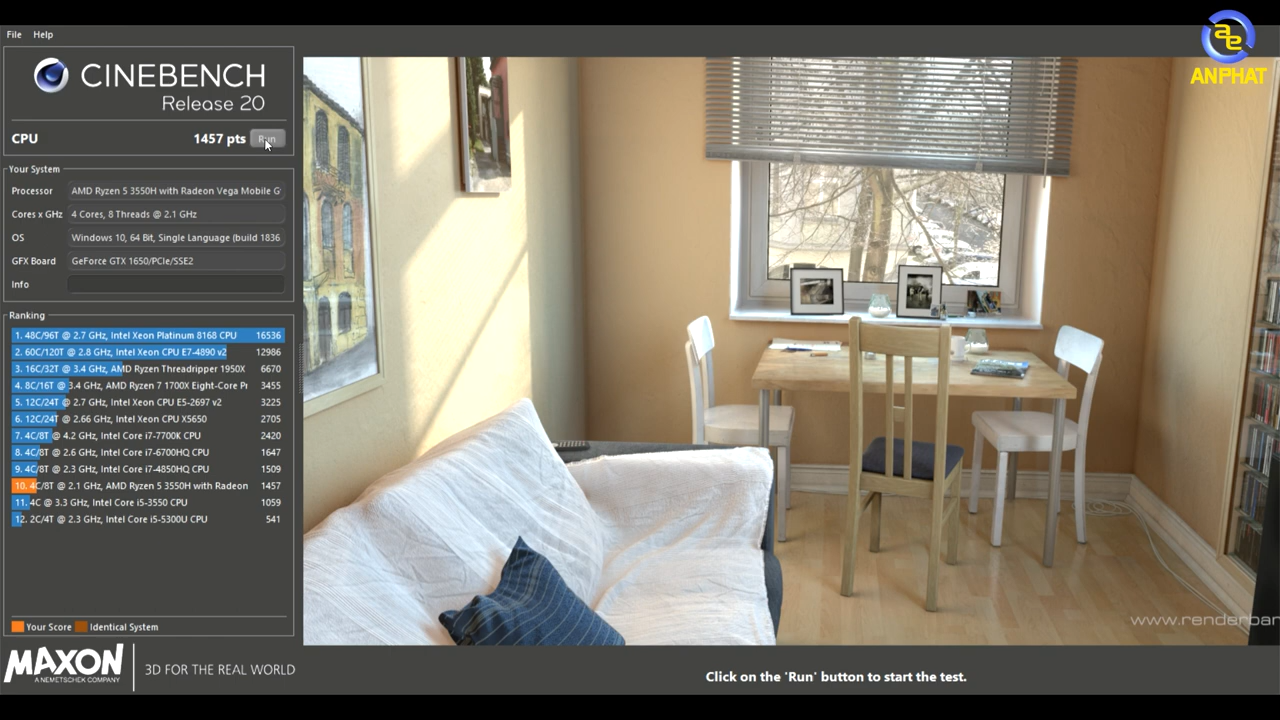 File Help
CINEBENCH
Release 20
CPU 1457 pts Run
Your System
Processor AMD Ryzen 5 3550H with Radeon Vega Mobile G
Cores x GHz 4 Cores, 8 Threads @ 2.1 GHz
OS Windows 10, 64 Bit, Single Language (build 1836
GFX Board GeForce GTX 1650/PCIe/SSE2
Info
Ranking
1. 48C/96T @ 2.7 GHz, Intel Xeon Platinum 8168 CPU 16536
2. 60C/120T @ 2.8 GHz, Intel Xeon CPU E7-4890 v2 12986
3. 16C/32T @ 3.4 GHz, AMD Ryzen Threadripper 1950X 6670
4. 8C/16T @ 3.4 GHz, AMD Ryzen 7 1700X Eight-Core Pr 3455
5. 12C/24T @ 2.7 GHz, Intel Xeon CPU E5-2697 v2 3225
6. 12C/24T @ 2.66 GHz, Intel Xeon CPU X5650 2705
7. 4C/8T @ 4.2 GHz, Intel Core i7-7700K CPU 2420
8. 4C/8T @ 2.6 GHz, Intel Core i7-6700HQ CPU 1647
9. 4C/8T @ 2.3 GHz, Intel Core i7-4850HQ CPU 1509
10. 4C/8T @ 2.1 GHz, AMD Ryzen 5 3550H with Radeon 1457
11. 4C @ 3.3 GHz, Intel Core i5-3550 CPU 1059
12. 2C/4T @ 2.3 GHz, Intel Core i5-5300U CPU 541
Your Score Identical System
MAXON
A NEMETSCHEK COMPANY
3D FOR THE REAL WORLD
ae
ANPHAT
www.renderbar
Click on the 'Run' button to start the test.